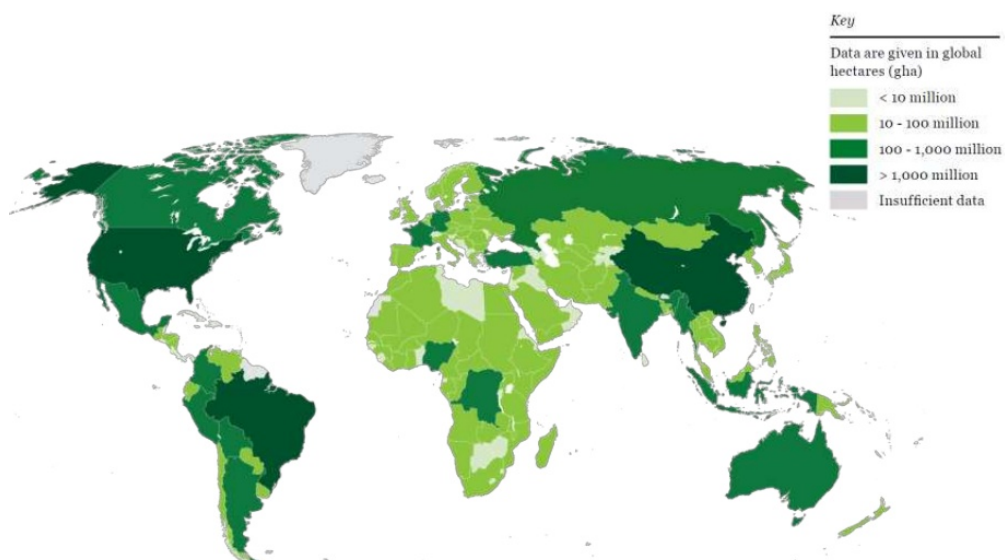 Key
Data are given in global
hectares (gha)
< 10 million
10 - 100 million
100 - 1,000 million
> 1,000 million
Insufficient data